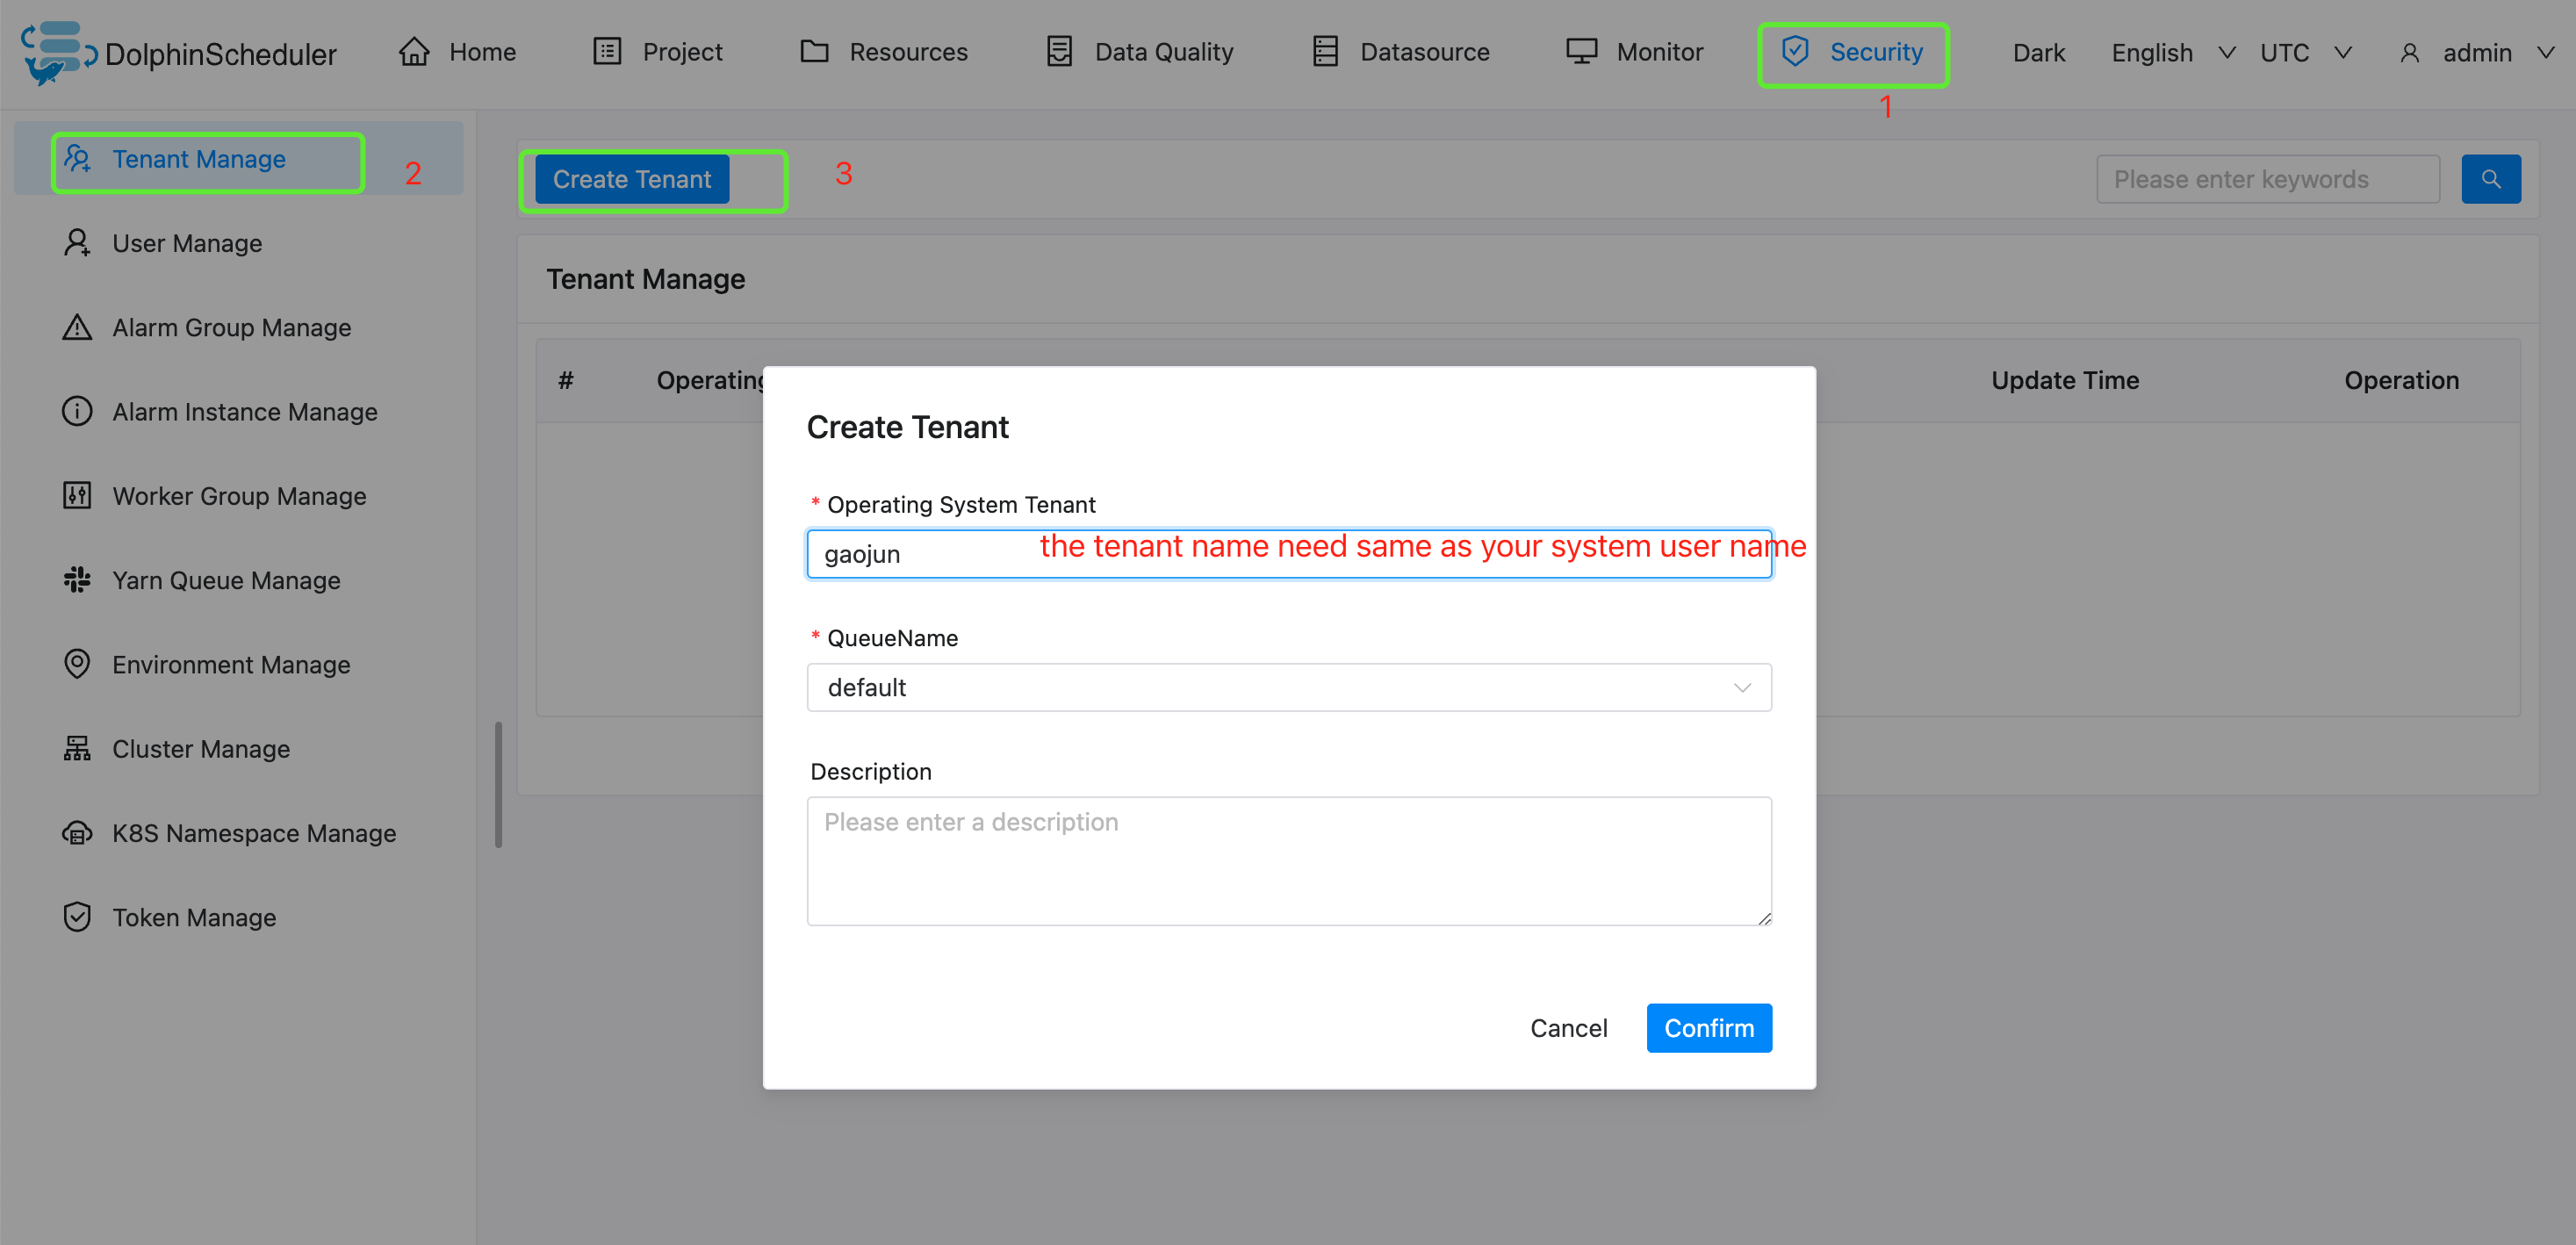 DolphinScheduler Home Project Resources Data Quality Datasource Monitor Security Dark English UTC admin
1
Tenant Manage 2
Create Tenant 3 Please enter keywords
User Manage
Tenant Manage
Alarm Group Manage
# Operating Update Time Operation
Alarm Instance Manage
Create Tenant
Worker Group Manage
* Operating System Tenant
gaojun the tenant name need same as your system user name
Yarn Queue Manage
* QueueName
Environment Manage
default
Cluster Manage
Description
Please enter a description
K8S Namespace Manage
Token Manage
Cancel Confirm